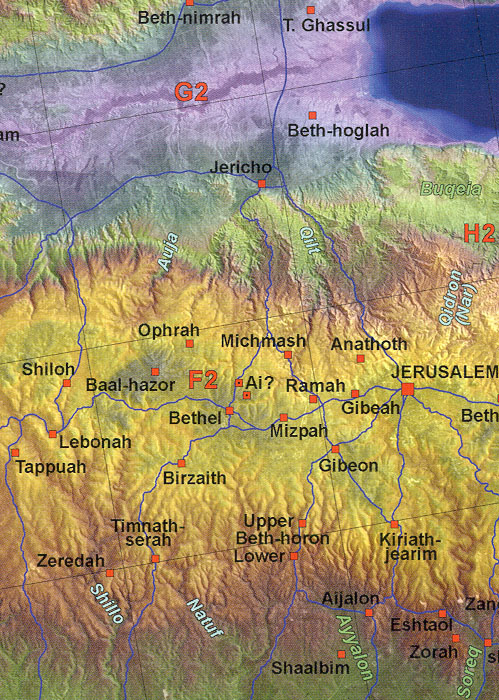 Beth-nimrah
T. Ghassul
?
G2
am
Beth-hoglah
Jericho
Buqeia
H2
Auja
Qilt
Qidron
(Nar)
Ophrah
Michmash
Anathoth
Shiloh
Baal-hazor
F2
Ai?
Ramah
JERUSALEM
Bethel
Gibeah
Beth
Mizpah
Lebonah
Tappuah
Birzaith
Gibeon
Timnath-
serah
Upper
Beth-horon
Lower
Kiriath-
jearim
Zeredah
Shillo
Natuf
Aijalon
Zan
Eshtaol
Ayyalon
Zorah
Shaalbim
Soreq